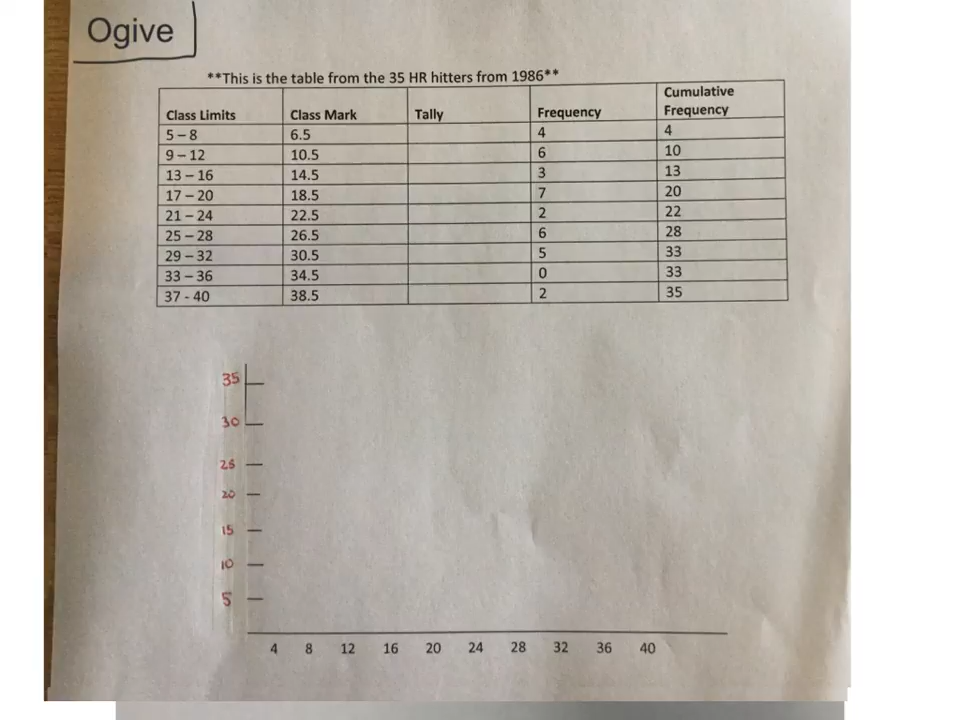 Ogive
**This is the table from the 35 HR hitters from 1986**
Class Limits Class Mark Tally Frequency Cumulative Frequency
5 – 8 6.5 4 4
9 – 12 10.5 6 10
13 – 16 14.5 3 13
17 – 20 18.5 7 20
21 – 24 22.5 2 22
25 – 28 26.5 6 28
29 – 32 30.5 5 33
33 – 36 34.5 0 33
37 - 40 38.5 2 35
35
30
25
20
15
10
5
4 8 12 16 20 24 28 32 36 40